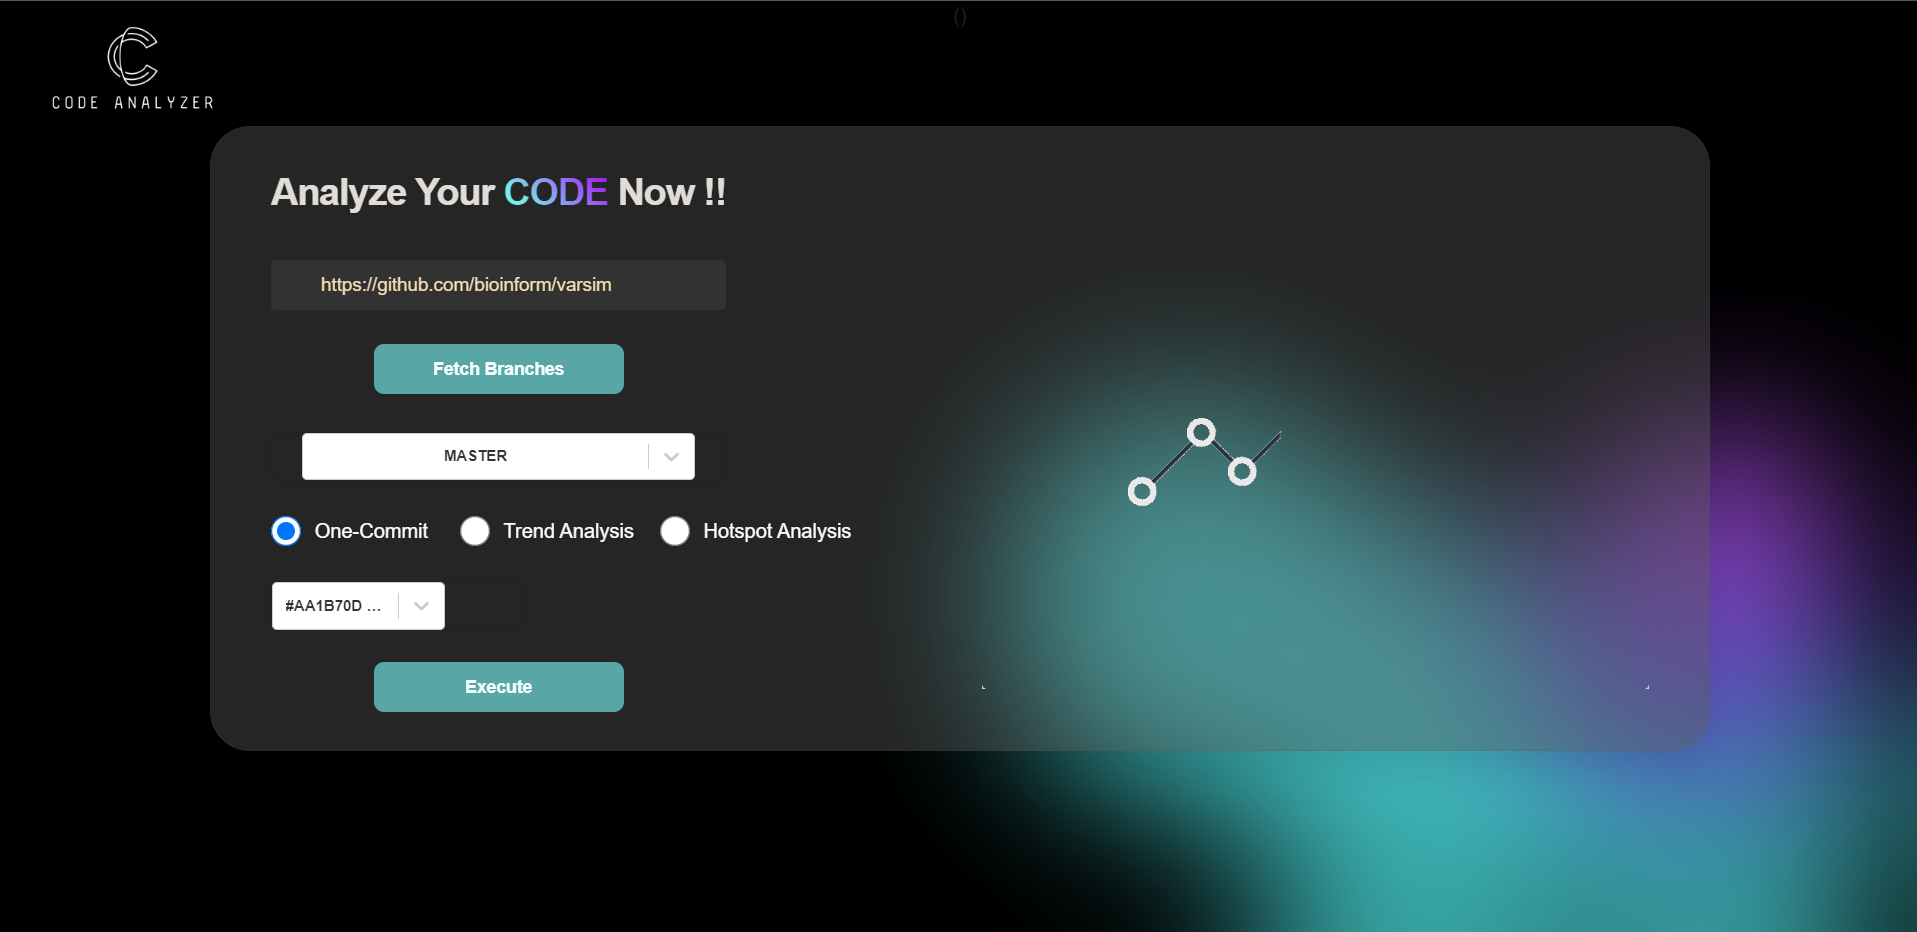 ()
CODE ANALYZER
Analyze Your CODE Now !!
https://github.com/bioinform/varsim
Fetch Branches
MASTER
One-Commit Trend Analysis Hotspot Analysis
#AA1B70D ...
Execute